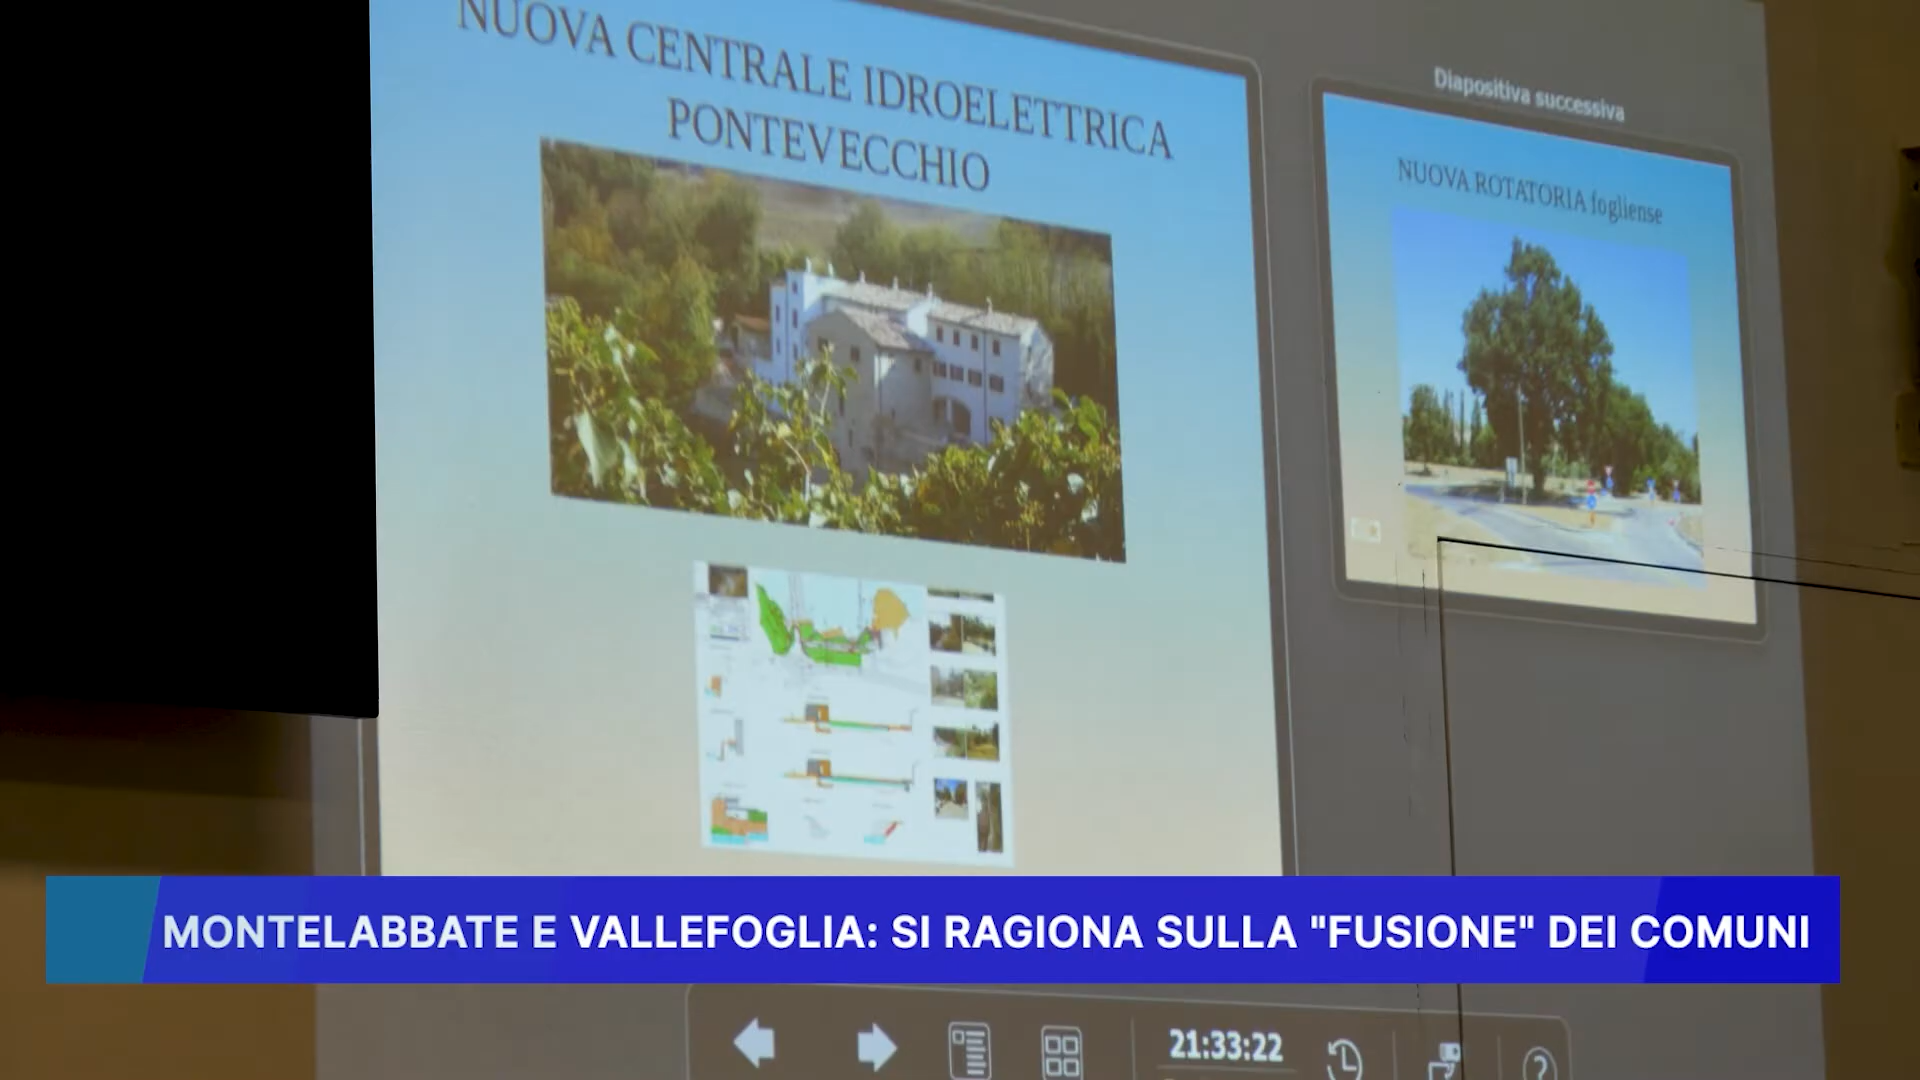 NUOVA CENTRALE IDROELETTRICA
PONTEVECCHIO
Diapositiva successiva
NUOVA ROTATORIA fogliense
MONTELABBATE E VALLEFOGLIA: SI RAGIONA SULLA "FUSIONE" DEI COMUNI
21:33:22
?